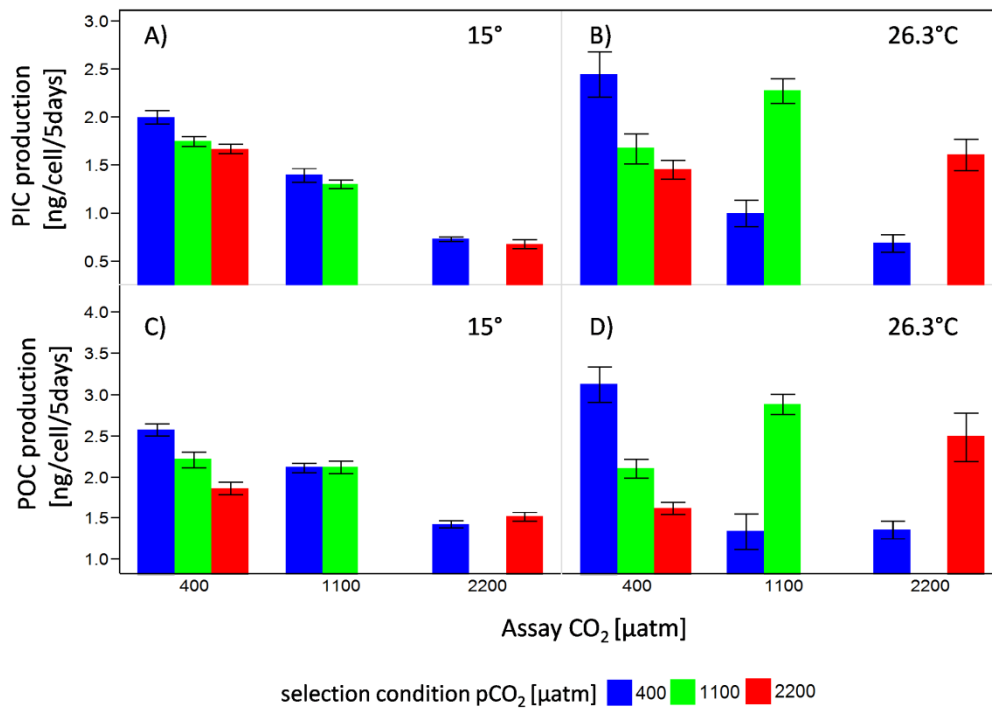 A) 15°
B) 26.3°C
PIC production
[ng/cell/5days]
3.0
2.5
2.0
1.5
1.0
0.5
C) 15°
D) 26.3°C
POC production
[ng/cell/5days]
4.0
3.5
3.0
2.5
2.0
1.5
1.0
400 1100 2200 400 1100 2200
Assay CO₂ [µatm]
selection condition pCO₂ [µatm] 400 1100 2200